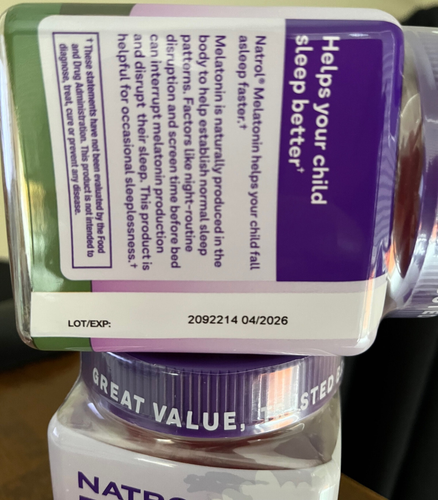 Helps your child
sleep better†
Natrol® Melatonin helps your child fall
asleep faster.†
Melatonin is naturally produced in the
body to help establish normal sleep
patterns. Factors like night-routine
disruption and screen time before bed
can interrupt melatonin production
and disrupt their sleep. This product is
helpful for occasional sleeplessness.†
† These statements have not been evaluated by the Food
and Drug Administration. This product is not intended to
diagnose, treat, cure or prevent any disease.
LOT/EXP: 2092214 04/2026
GREAT VALUE,
NATRO